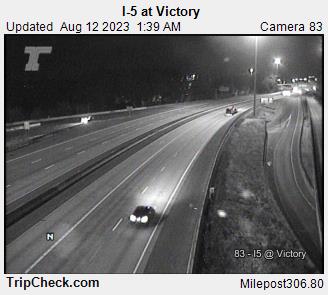 I-5 at Victory
Updated Aug 12 2023 1:39 AM Camera 83
T
N
83 - I5 @ Victory
TripCheck.com Milepost306.80